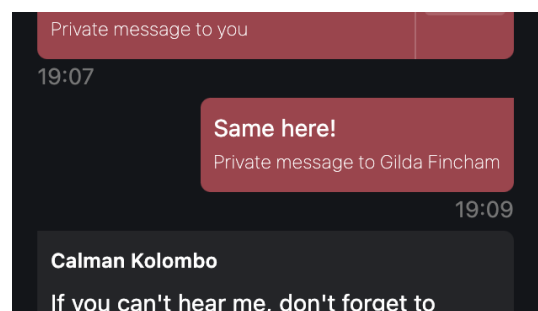 Private message to you
19:07
Same here!
Private message to Gilda Fincham
19:09
Calman Kolombo
If you can't hear me, don't forget to